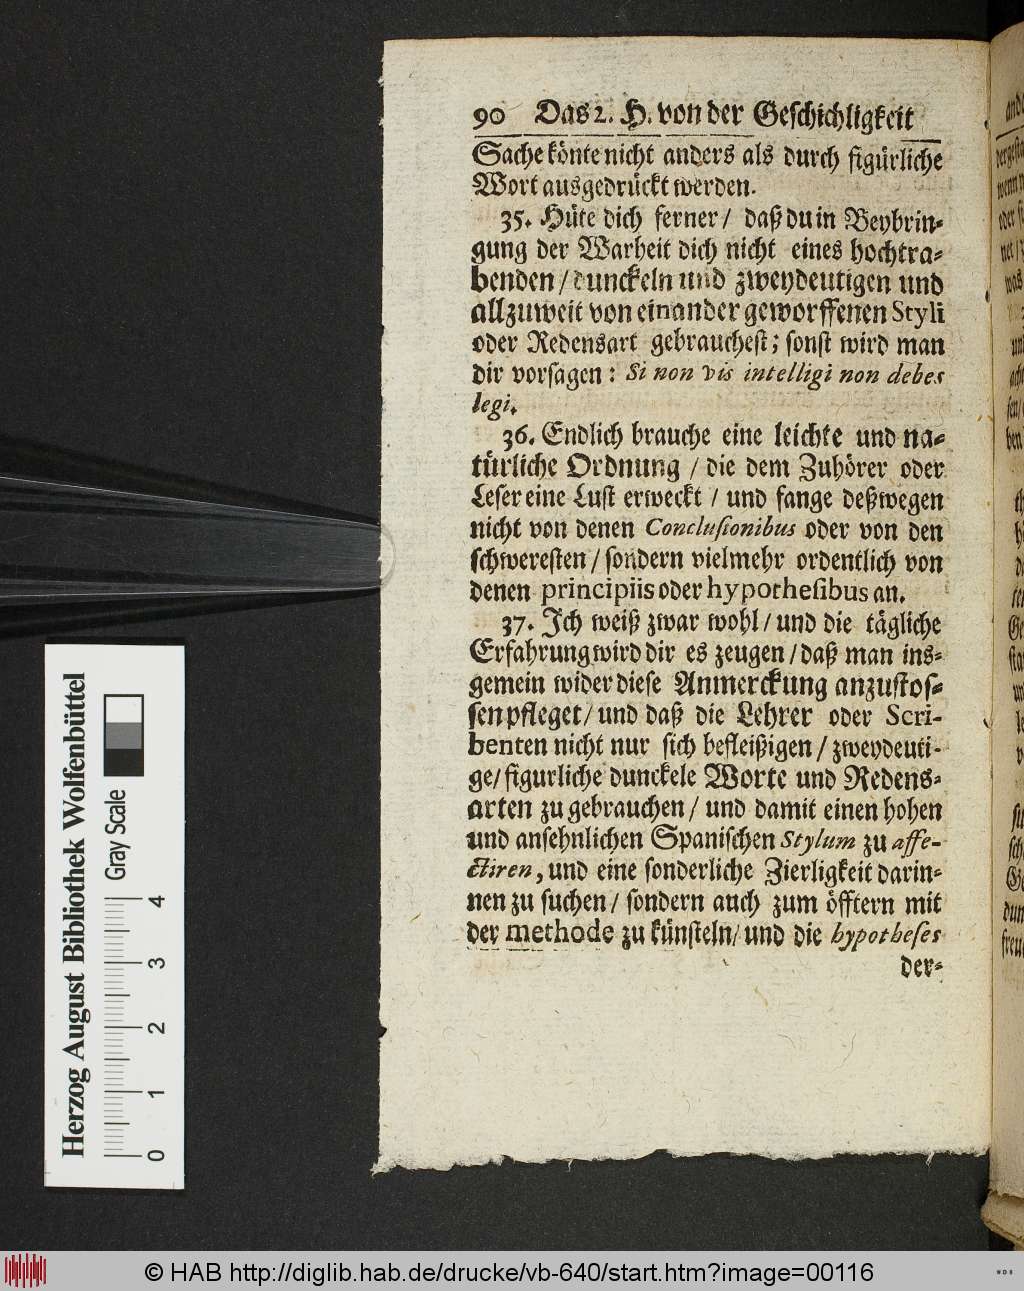 90 Das 2. H. von der Geſchichligkeit
Sache könte nicht anders als durch figürliche
Wort ausgedrückt werden.
35. Hüte dich ferner / daß du in Beybrin-
gung der Warheit dich nicht eines hochtra-
benden / dunckeln und zweydeutigen und
allzuweit von einander geworffenen Styli
oder Redensart gebraucheſt; ſonſt wird man
dir vorſagen: Si non vis intelligi non debes
legi.
36. Endlich brauche eine leichte und na-
türliche Ordnung / die dem Zuhörer oder
Leſer eine Luſt erweckt / und fange deßwegen
nicht von denen Concluſionibus oder von den
ſchwereſten / ſondern vielmehr ordentlich von
denen principiis oder hypotheſibus an.
37. Ich weiß zwar wohl / und die tägliche
Erfahrung wird dir es zeugen / daß man ins-
gemein wider dieſe Anmerckung anzuſtoſ-
ſen pfleget / und daß die Lehrer oder Scri-
benten nicht nur ſich befleißigen / zweydeuti-
ge / figurliche dunckele Worte und Redens-
arten zu gebrauchen / und damit einen hohen
und anſehnlichen Spaniſchen Stylum zu affe-
ctiren, und eine ſonderliche Zierligkeit darin-
nen zu ſuchen / ſondern auch zum öfftern mit
der methode zu künſteln / und die hypotheſes
der-
Herzog August Bibliothek Wolfenbüttel
Gray Scale
0 1 2 3 4
© HAB http://diglib.hab.de/drucke/vb-640/start.htm?image=00116